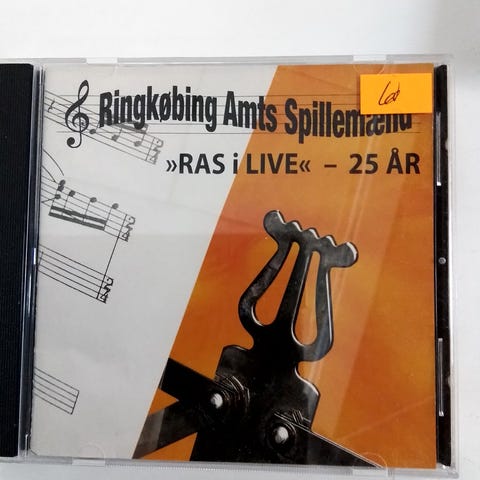 Ringkøbing Amts Spillemænd
»RAS i LIVE« – 25 ÅR